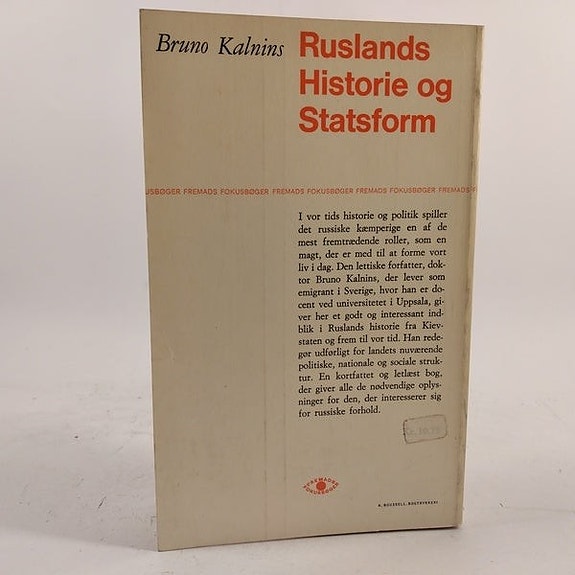 Bruno Kalnins
Ruslands
Historie og
Statsform
USBØGER FREMADS FOKUSBØGER FREMADS FOKUSBØGER FREMADS FOKUSBØGER FREMADS F
I vor tids historie og politik spiller
det russiske kæmperige en af de
mest fremtrædende roller, som en
magt, der er med til at forme vort
liv i dag. Den lettiske forfatter, dok-
tor Bruno Kalnins, der lever som
emigrant i Sverige, hvor han er do-
cent ved universitetet i Uppsala, gi-
ver her et godt og interessant ind-
blik i Ruslands historie fra Kiev-
staten og frem til vor tid. Han rede-
gør udførligt for landets nuværende
politiske, nationale og sociale struk-
tur. En kortfattet og letlæst bog,
der giver alle de nødvendige oplys-
ninger for den, der interesserer sig
for russiske forhold.
FREMADS
FOKUSBØGER